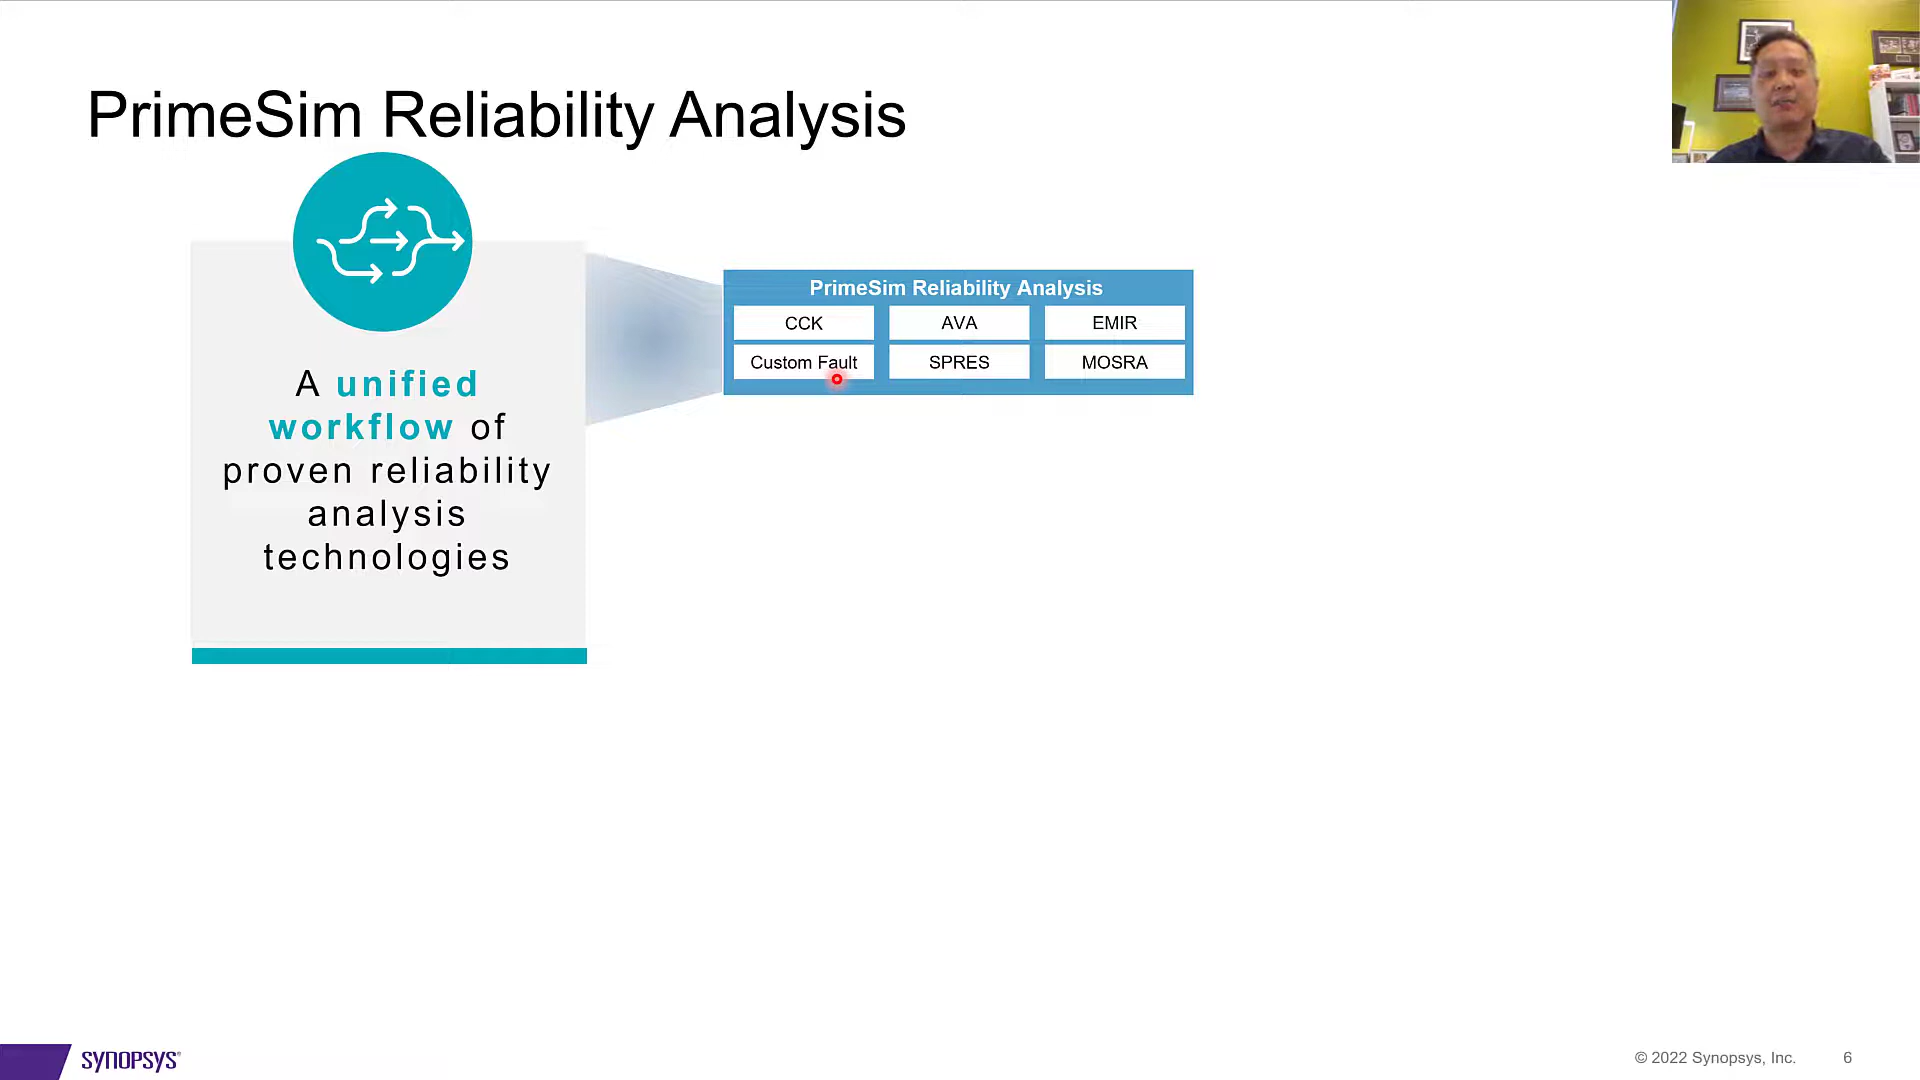 PrimeSim Reliability Analysis
A unified
workflow of
proven reliability
analysis
technologies
PrimeSim Reliability Analysis
CCK
AVA
EMIR
Custom Fault
SPRES
MOSRA
SYNOPSYS®
© 2022 Synopsys, Inc.
6